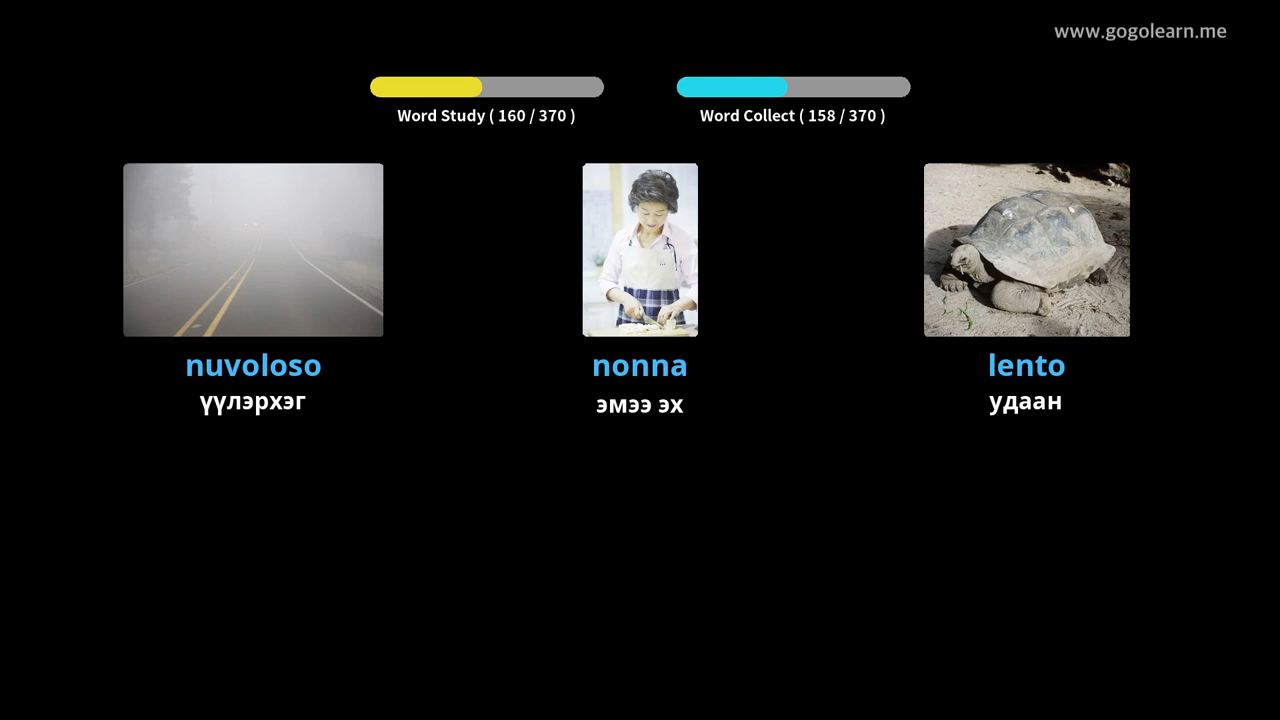 www.gogolearn.me
Word Study ( 160 / 370 )
Word Collect ( 158 / 370 )
nuvoloso
үүлэрхэг
nonna
эмээ эх
lento
удаан